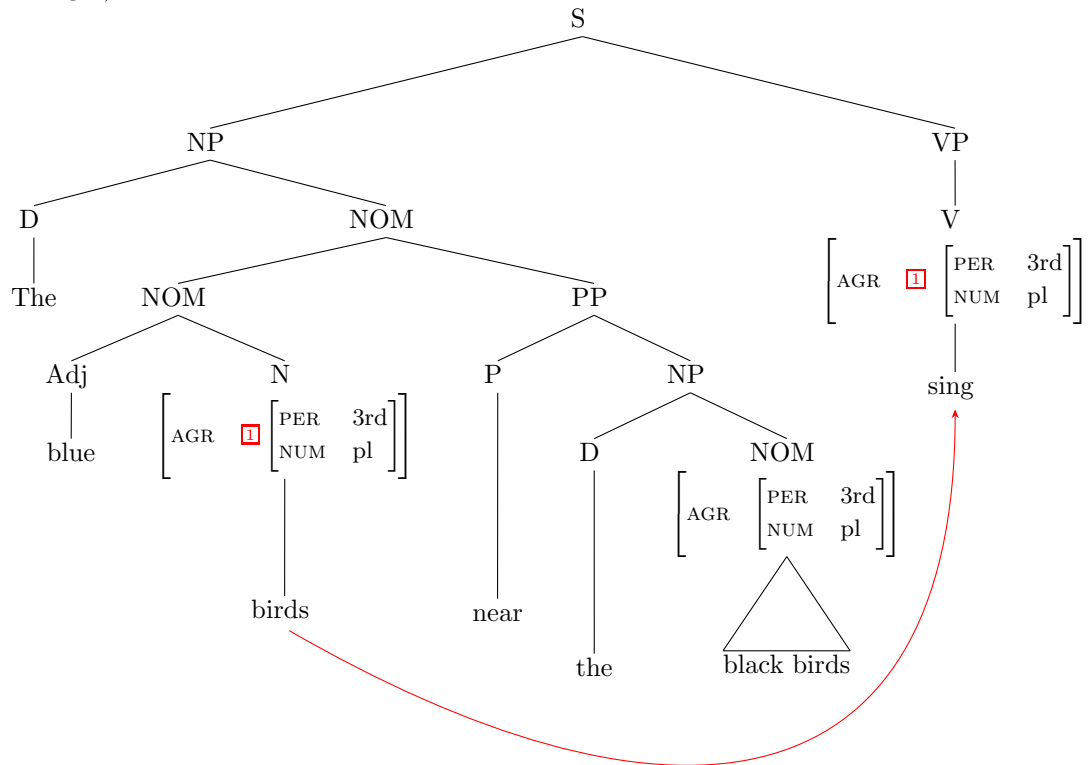 S
NP VP
D NOM V
AGR 1 PER 3rd
NUM pl
The NOM PP
Adj N P NP sing
AGR 1 PER 3rd
NUM pl
blue D NOM
AGR PER 3rd
NUM pl
birds near
the black birds